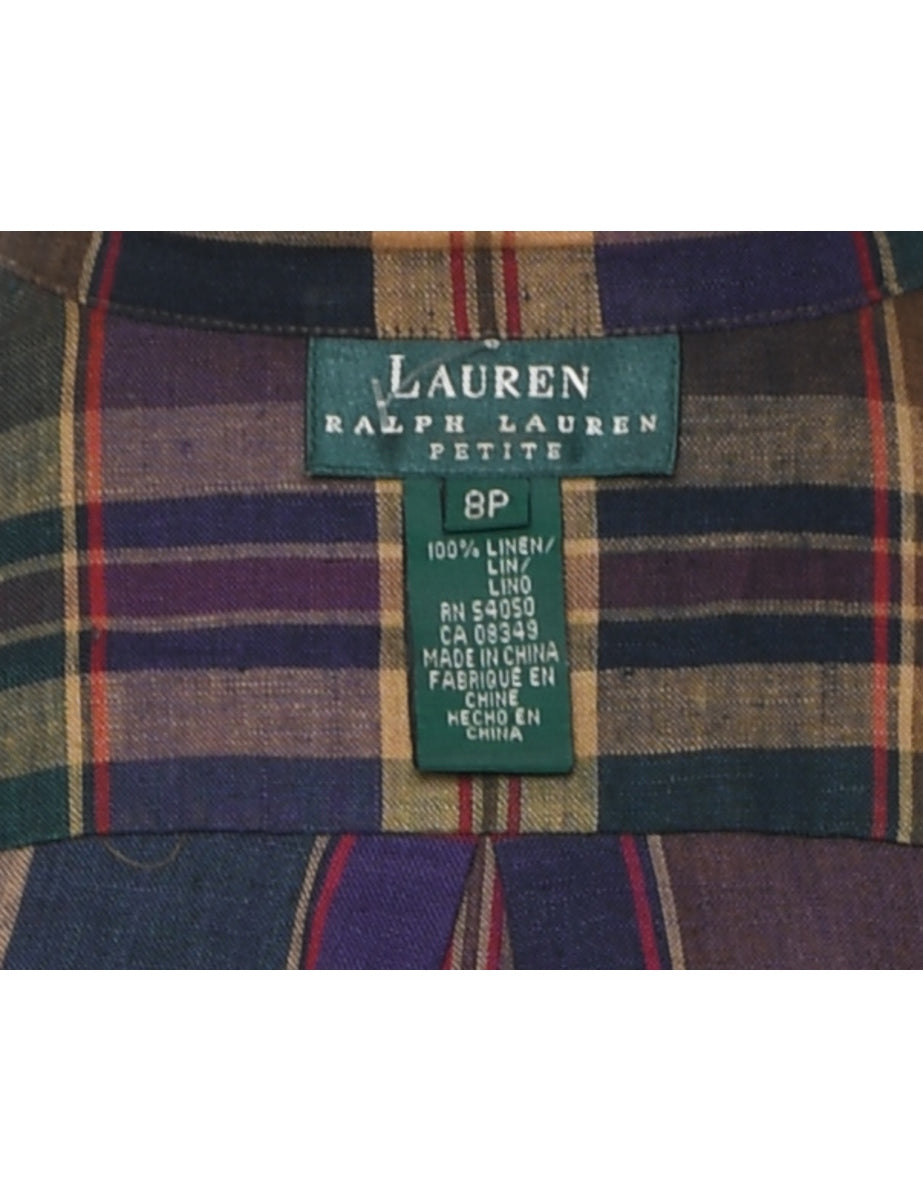 LAUREN
RALPH LAUREN
PETITE
8P
100% LINEN/
LIN/
LINO
RN 54050
CA 08349
MADE IN CHINA
FABRIQUÉ EN
CHINE
HECHO EN
CHINA